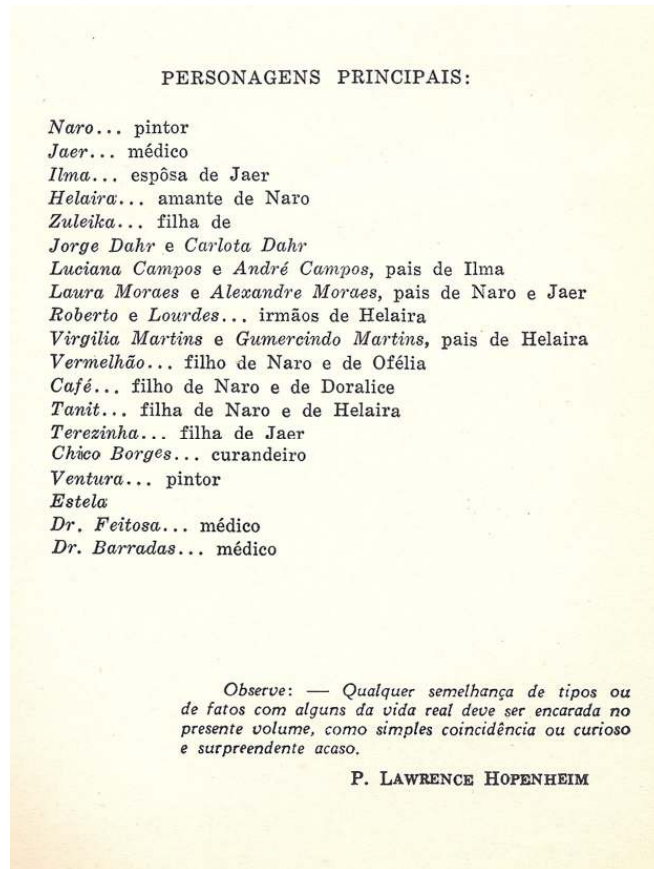 PERSONAGENS PRINCIPAIS:
Naro... pintor
Jaer... médico
Ilma... espôsa de Jaer
Helaira... amante de Naro
Zuleika... filha de
Jorge Dahr e Carlota Dahr
Luciana Campos e André Campos, pais de Ilma
Laura Moraes e Alexandre Moraes, pais de Naro e Jaer
Roberto e Lourdes... irmãos de Helaira
Virgilia Martins e Gumercindo Martins, pais de Helaira
Vermelhão... filho de Naro e de Ofélia
Café... filho de Naro e de Doralice
Tanit... filha de Naro e de Helaira
Terezinha... filha de Jaer
Chico Borges... curandeiro
Ventura... pintor
Estela
Dr. Feitosa... médico
Dr. Barradas... médico
Observe: — Qualquer semelhança de tipos ou
de fatos com alguns da vida real deve ser encarada no
presente volume, como simples coincidência ou curioso
e surpreendente acaso.
P. LAWRENCE HOPENHEIM